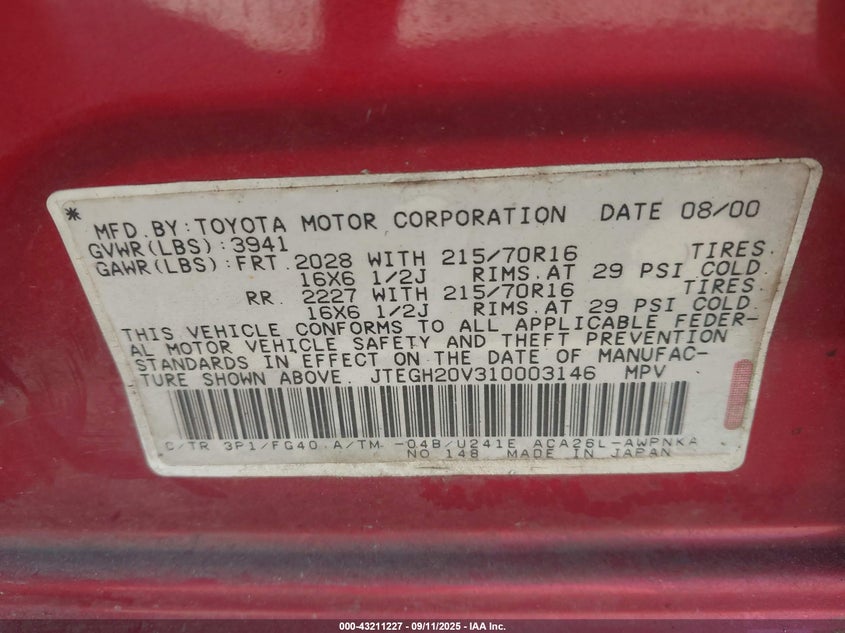 * MFD.BY:TOYOTA MOTOR CORPORATION DATE 08/00
GVWR(LBS):3941
GAWR(LBS):FRT.2028 WITH 215/70R16 TIRES.
16X6 1/2J RIMS.AT 29 PSI COLD.
RR. 2227 WITH 215/70R16 TIRES.
16X6 1/2J RIMS.AT 29 PSI COLD.
THIS VEHICLE CONFORMS TO ALL APPLICABLE FEDER-
AL MOTOR VEHICLE SAFETY AND THEFT PREVENTION
STANDARDS IN EFFECT ON THE DATE OF MANUFAC-
TURE SHOWN ABOVE. JTEGH20V310003146 MPV
C/TR 3P1/FG40 A/TM -04B/U241E ACA26L-AWPNKA
NO 148 MADE IN JAPAN
000-43211227 - 09/11/2025 - IAA Inc.